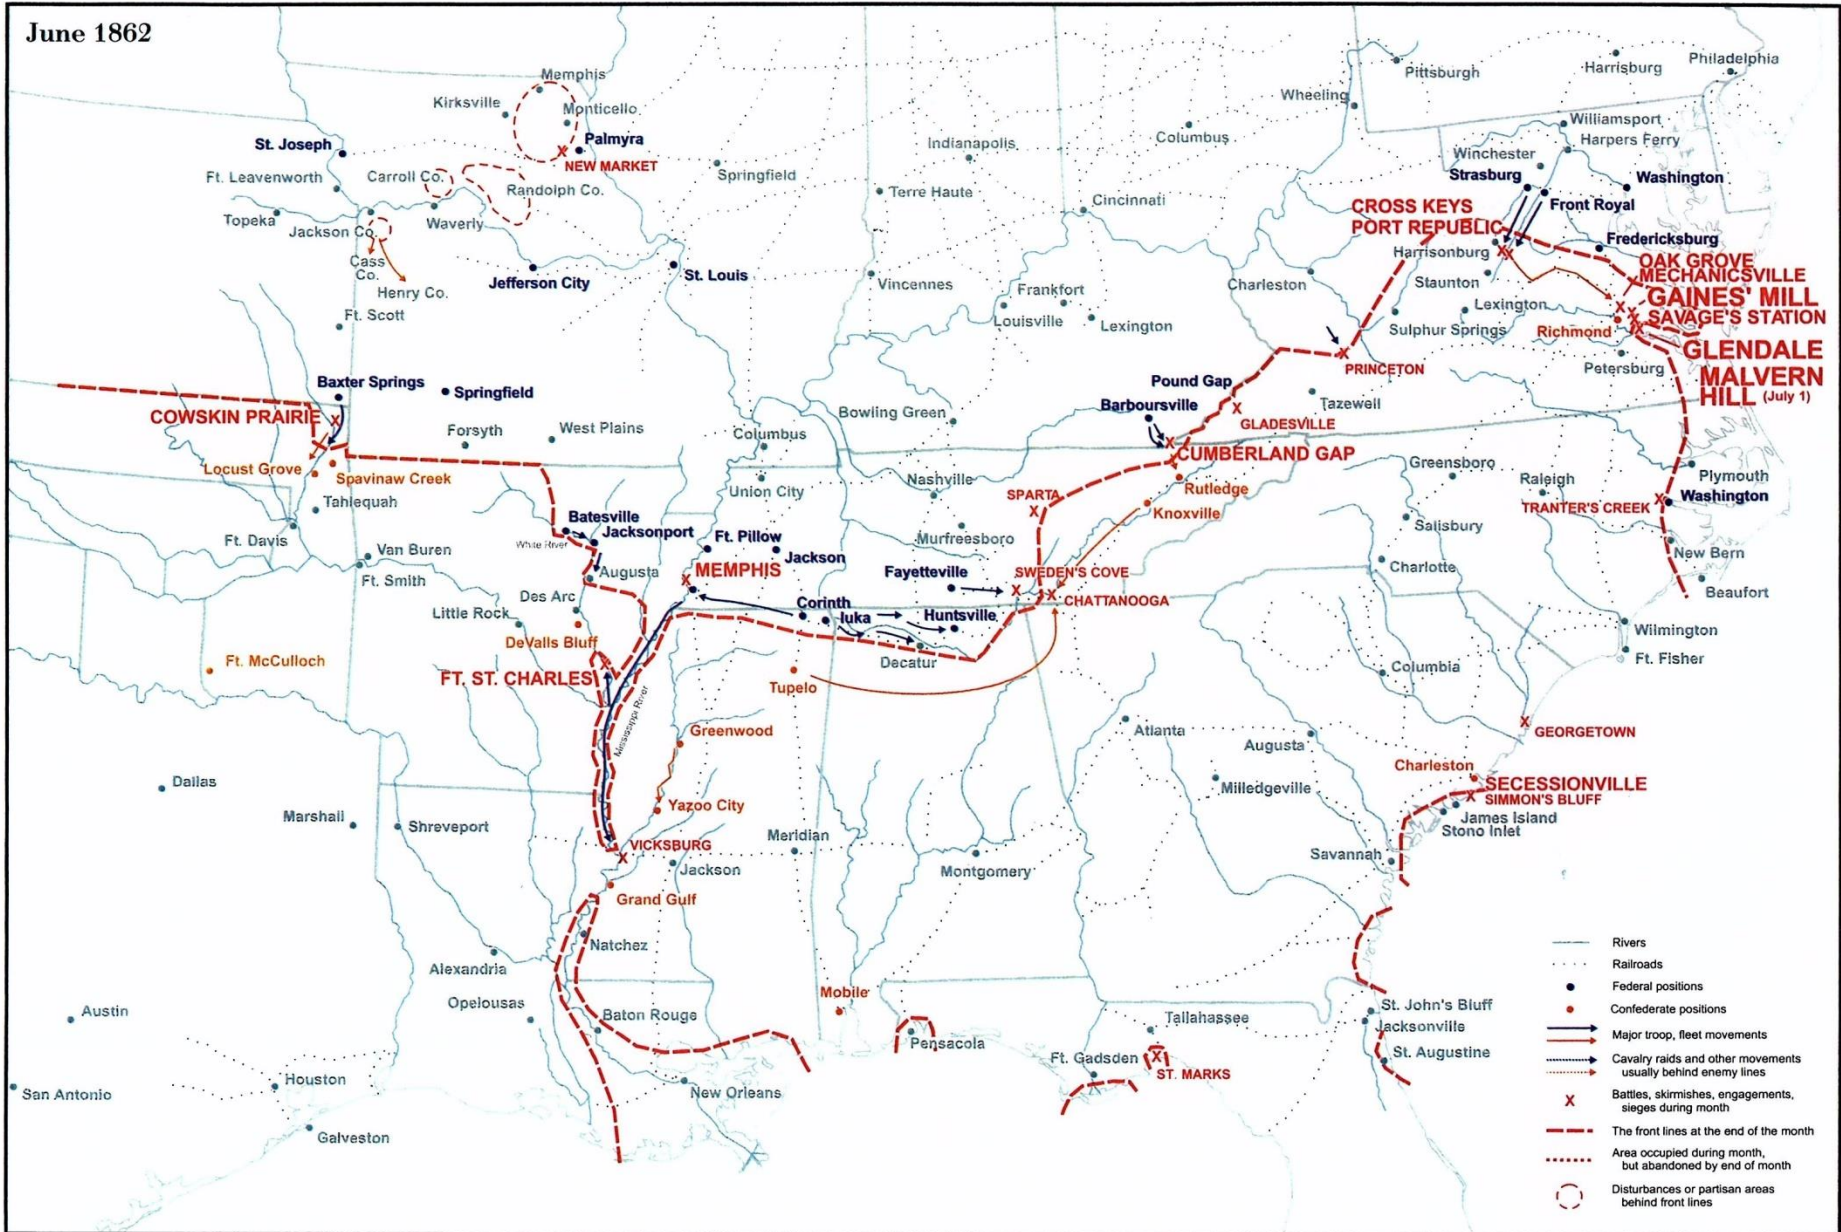 June 1862
Memphis
Kirksville
Monticello
Palmyra
NEW MARKET
St. Joseph
Ft. Leavenworth
Carroll Co.
Randolph Co.
Topeka
Jackson Co.
Waverly
Cass
Co.
Henry Co.
Jefferson City
St. Louis
Ft. Scott
Springfield
Indianapolis
Terre Haute
Columbus
Cincinnati
Vincennes
Frankfort
Louisville
Lexington
Charleston
Pittsburgh
Wheeling
Harrisburg
Philadelphia
Williamsport
Harpers Ferry
Winchester
Strasburg
Washington
Front Royal
CROSS KEYS
PORT REPUBLIC
Harrisonburg
Fredericksburg
Staunton
OAK GROVE
MECHANICSVILLE
GAINES' MILL
SAVAGE'S STATION
Lexington
Sulphur Springs
Richmond
GLENDALE
MALVERN
HILL (July 1)
Petersburg
PRINCETON
Tazewell
Pound Gap
Barboursville
GLADESVILLE
CUMBERLAND GAP
Rutledge
Knoxville
Baxter Springs
Springfield
COWSKIN PRAIRIE
Forsyth
West Plains
Locust Grove
Spavinaw Creek
Tahlequah
Ft. Davis
Van Buren
Ft. Smith
Bowling Green
Columbus
Union City
Nashville
SPARTA
Murfreesboro
Greensboro
Raleigh
Plymouth
Washington
TRANTER'S CREEK
Salisbury
New Bern
Charlotte
Beaufort
Batesville
Jacksonport
White River
Augusta
Ft. Pillow
Jackson
MEMPHIS
Fayetteville
SWEDEN'S COVE
CHATTANOOGA
Des Arc
Little Rock
DeValls Bluff
Corinth
Iuka
Huntsville
Decatur
Wilmington
Ft. Fisher
Columbia
Ft. McCulloch
FT. ST. CHARLES
Tupelo
Mississippi River
Greenwood
Atlanta
Augusta
GEORGETOWN
Dallas
Marshall
Shreveport
Yazoo City
Milledgeville
Charleston
SECESSIONVILLE
SIMMON'S BLUFF
James Island
Stono Inlet
VICKSBURG
Jackson
Meridian
Montgomery
Savannah
Grand Gulf
Natchez
Alexandria
Opelousas
Baton Rouge
Mobile
Pensacola
Tallahassee
Ft. Gadsden
ST. MARKS
St. John's Bluff
Jacksonville
St. Augustine
Austin
San Antonio
Houston
Galveston
New Orleans
Rivers
Railroads
Federal positions
Confederate positions
Major troop, fleet movements
Cavalry raids and other movements
usually behind enemy lines
Battles, skirmishes, engagements,
sieges during month
The front lines at the end of the month
Area occupied during month,
but abandoned by end of month
Disturbances or partisan areas
behind front lines